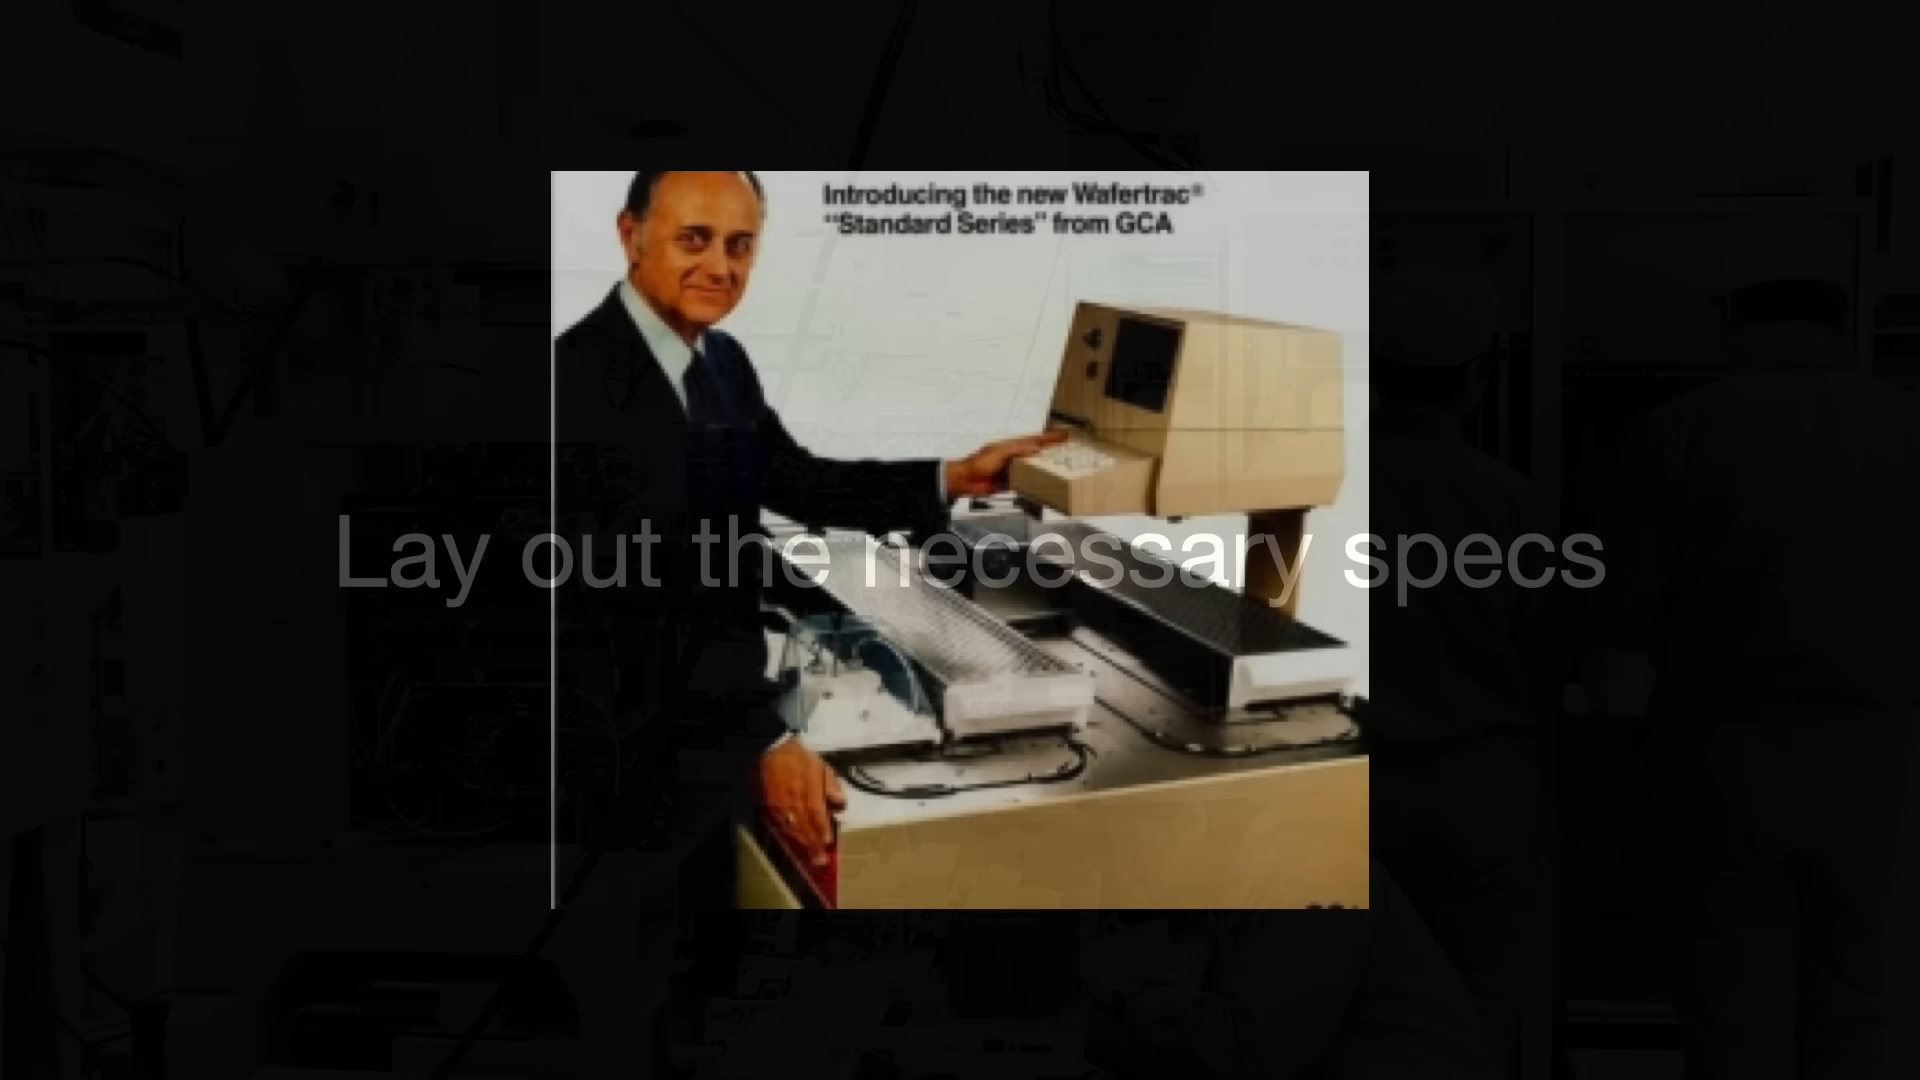 Introducing the new Wafertrac®
"Standard Series" from GCA
Lay out the necessary specs